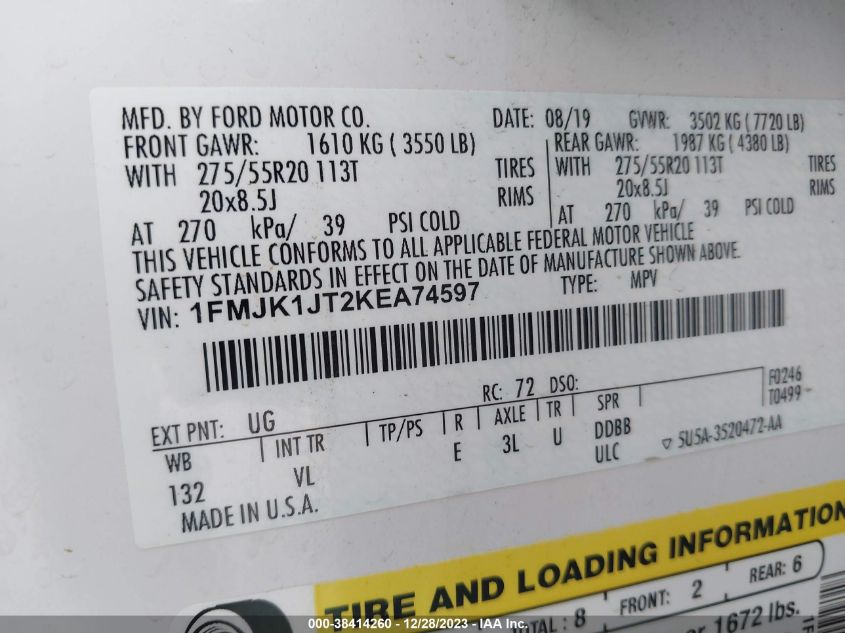 MFD. BY FORD MOTOR CO. DATE: 08/19 GVWR: 3502 KG ( 7720 LB)
FRONT GAWR: 1610 KG ( 3550 LB) REAR GAWR: 1987 KG ( 4380 LB)
WITH 275/55R20 113T TIRES WITH 275/55R20 113T TIRES
20x8.5J RIMS 20x8.5J RIMS
AT 270 kPa/ 39 PSI COLD AT 270 kPa/ 39 PSI COLD
THIS VEHICLE CONFORMS TO ALL APPLICABLE FEDERAL MOTOR VEHICLE
SAFETY STANDARDS IN EFFECT ON THE DATE OF MANUFACTURE SHOWN ABOVE.
VIN: 1FMJK1JT2KEA74597 TYPE: MPV
EXT PNT: UG RC: 72 DSO: F0246
T0499
WB INT TR TP/PS R AXLE TR SPR
132 VL E 3L U DDBB
ULC
▽ SU5A-3520472-AA
MADE IN U.S.A.
TIRE AND LOADING INFORMATION
TOTAL : 8 FRONT: 2 REAR: 6
1672 lbs.
000-38414260 - 12/28/2023 - IAA Inc.